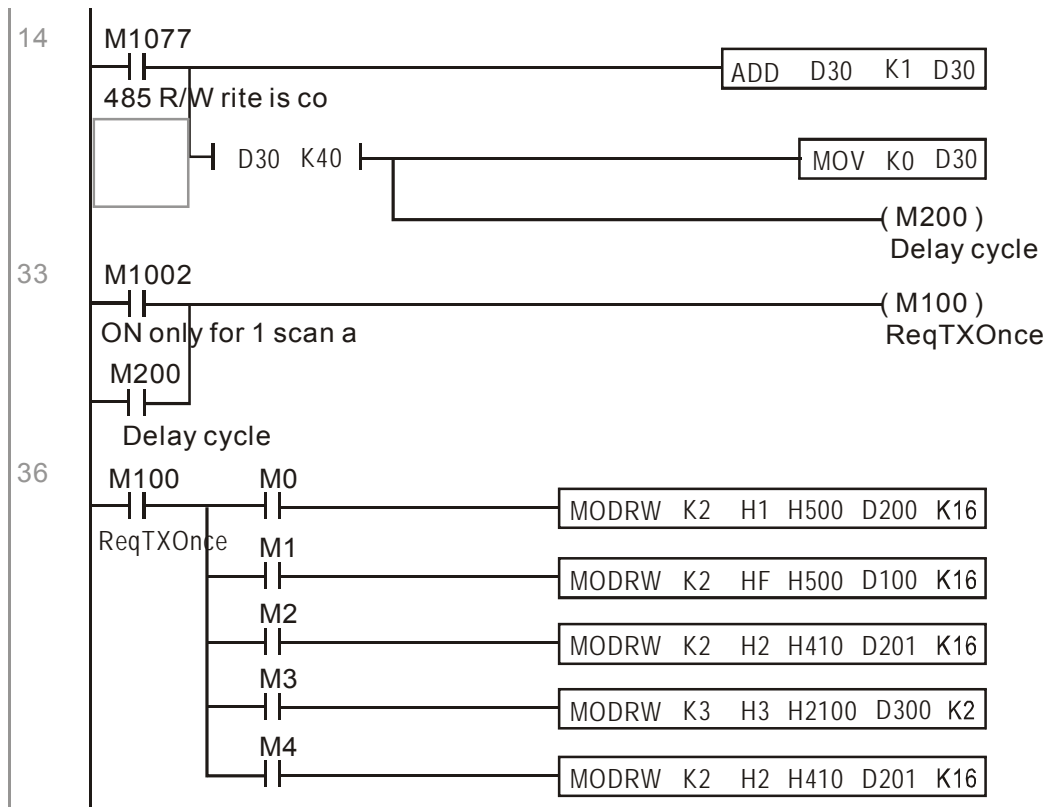 14
M1077
ADD D30 K1 D30
485 R/W rite is co
D30 K40
MOV K0 D30
( M200 )
Delay cycle
33
M1002
( M100 )
ON only for 1 scan a
ReqTXOnce
M200
Delay cycle
36
M100 M0
MODRW K2 H1 H500 D200 K16
ReqTXOnce
M1
MODRW K2 HF H500 D100 K16
M2
MODRW K2 H2 H410 D201 K16
M3
MODRW K3 H3 H2100 D300 K2
M4
MODRW K2 H2 H410 D201 K16